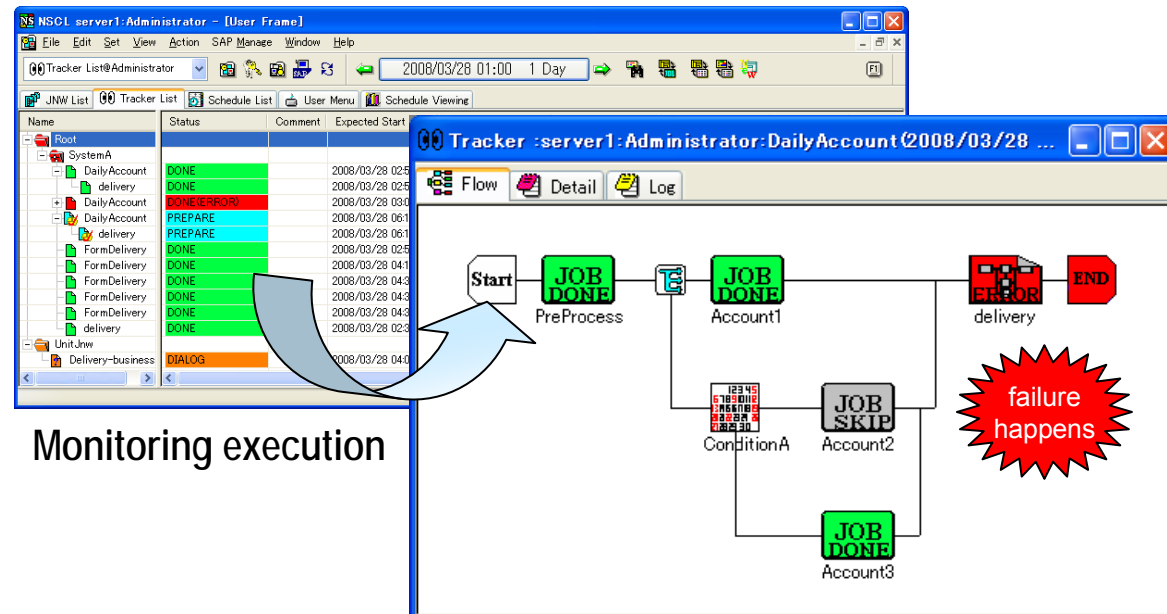 NS NSCL server1:Administrator - [User Frame]
File Edit Set View Action SAP Manage Window Help
Tracker List@Administrator 2008/03/28 01:00 1 Day F1
JNW List Tracker List Schedule List User Menu Schedule Viewing
Name Status Comment Expected Start
Root
SystemA
DailyAccount DONE 2008/03/28 02:5
delivery DONE 2008/03/28 02:5
DailyAccount DONE(ERROR) 2008/03/28 03:0
DailyAccount PREPARE 2008/03/28 06:1
delivery PREPARE 2008/03/28 06:1
FormDelivery DONE 2008/03/28 02:5
FormDelivery DONE 2008/03/28 04:1
FormDelivery DONE 2008/03/28 04:3
FormDelivery DONE 2008/03/28 04:3
FormDelivery DONE 2008/03/28 04:3
delivery DONE 2008/03/28 02:3
UnitJnw
Delivery-business DIALOG 2008/03/28 04:0
Monitoring execution
Tracker :server1:Administrator:DailyAccount(2008/03/28 ...
Flow Detail Log
Start
JOB
DONE
PreProcess
JOB
DONE
Account1
ERROR
delivery
END
ConditionA
JOB
SKIP
Account2
JOB
DONE
Account3
failure
happens